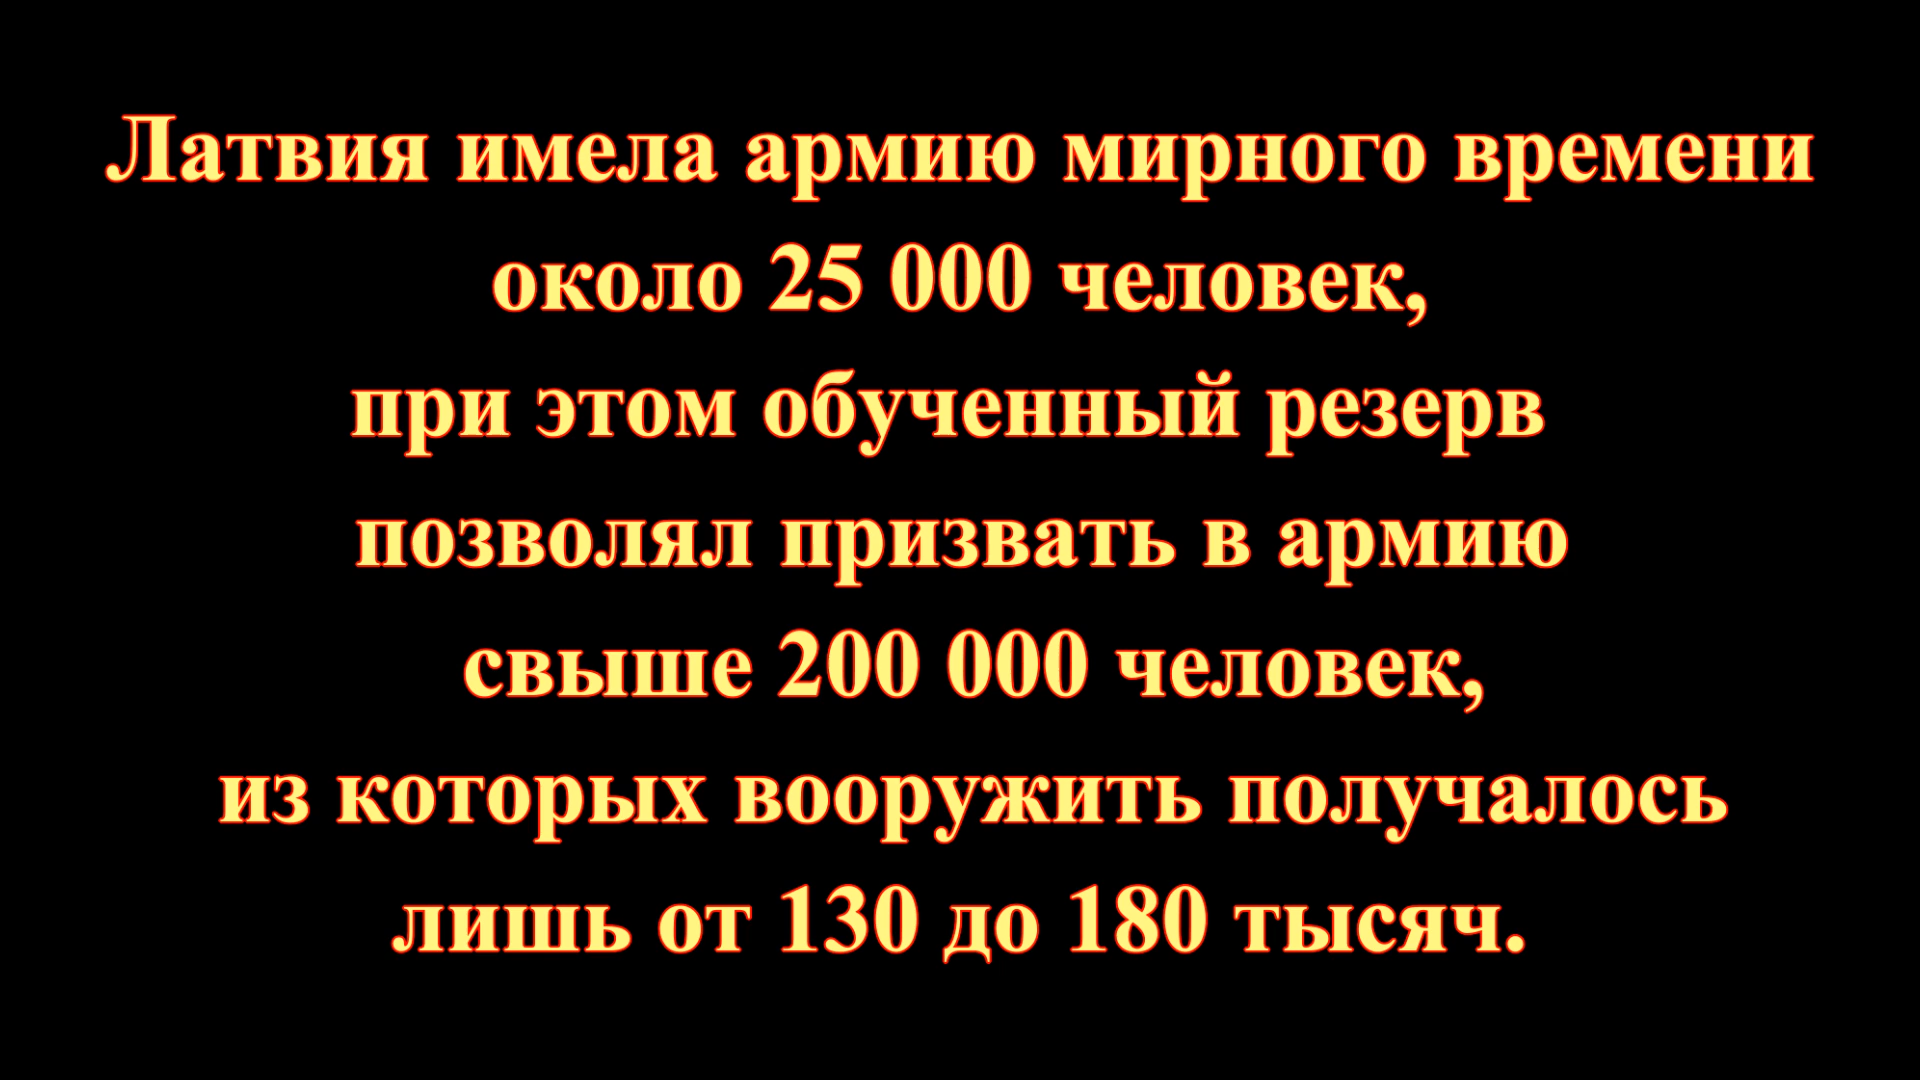 Латвия имела армию мирного времени
около 25 000 человек,
при этом обученный резерв
позволял призвать в армию
свыше 200 000 человек,
из которых вооружить получалось
лишь от 130 до 180 тысяч.